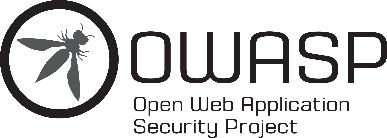 OWASP
Open Web Application
Security Project